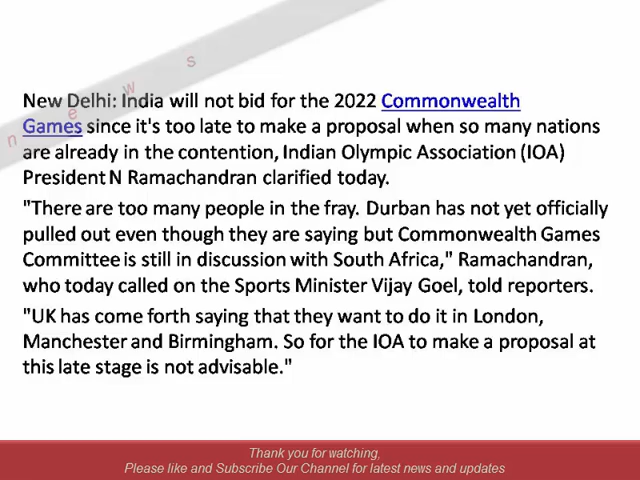 n e w s
New Delhi: India will not bid for the 2022 Commonwealth
Games since it's too late to make a proposal when so many nations
are already in the contention, Indian Olympic Association (IOA)
President N Ramachandran clarified today.
"There are too many people in the fray. Durban has not yet officially
pulled out even though they are saying but Commonwealth Games
Committee is still in discussion with South Africa," Ramachandran,
who today called on the Sports Minister Vijay Goel, told reporters.
"UK has come forth saying that they want to do it in London,
Manchester and Birmingham. So for the IOA to make a proposal at
this late stage is not advisable."
Thank you for watching,
Please like and Subscribe Our Channel for latest news and updates